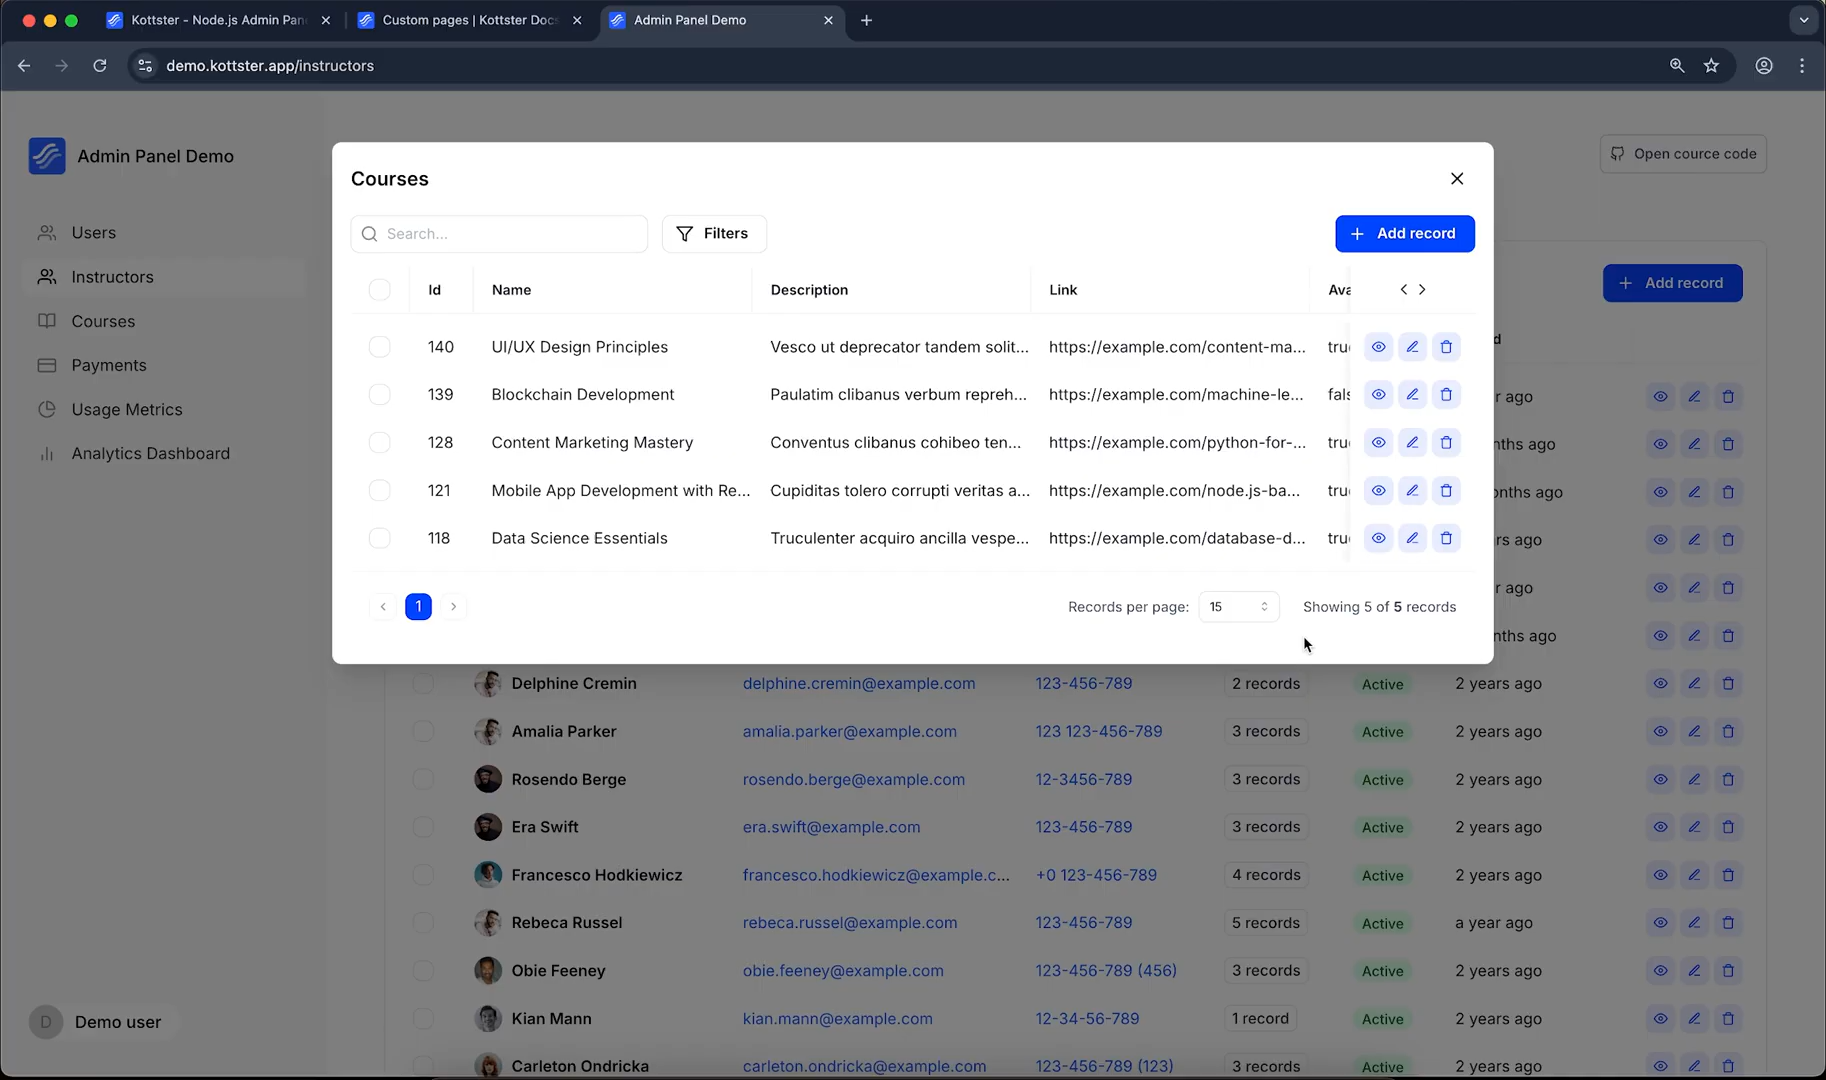 Kottster - Node.js Admin Pan
Custom pages | Kottster Docs
Admin Panel Demo
demo.kottster.app/instructors
Admin Panel Demo
Open cource code
Users
Instructors
Courses
Payments
Usage Metrics
Analytics Dashboard
Demo user
D
Add record
Courses
Search...
Filters
Add record
Id Name Description Link Ava
140 UI/UX Design Principles Vesco ut deprecator tandem solit... https://example.com/content-ma... true
139 Blockchain Development Paulatim clibanus verbum repreh... https://example.com/machine-le... fals
128 Content Marketing Mastery Conventus clibanus cohibeo ten... https://example.com/python-for-... true
121 Mobile App Development with Re... Cupiditas tolero corrupti veritas a... https://example.com/node.js-ba... true
118 Data Science Essentials Truculenter acquiro ancilla vespe... https://example.com/database-d... true
1
Records per page: 15 Showing 5 of 5 records
d
r ago
nths ago
onths ago
rs ago
r ago
nths ago
Delphine Cremin delphine.cremin@example.com 123-456-789 2 records Active 2 years ago
Amalia Parker amalia.parker@example.com 123 123-456-789 3 records Active 2 years ago
Rosendo Berge rosendo.berge@example.com 12-3456-789 3 records Active 2 years ago
Era Swift era.swift@example.com 123-456-789 3 records Active 2 years ago
Francesco Hodkiewicz francesco.hodkiewicz@example.c... +0 123-456-789 4 records Active 2 years ago
Rebeca Russel rebeca.russel@example.com 123-456-789 5 records Active a year ago
Obie Feeney obie.feeney@example.com 123-456-789 (456) 3 records Active 2 years ago
Kian Mann kian.mann@example.com 12-34-56-789 1 record Active 2 years ago
Carleton Ondricka carleton.ondricka@example.com 123-456-789 (123) 3 records Active 2 years ago